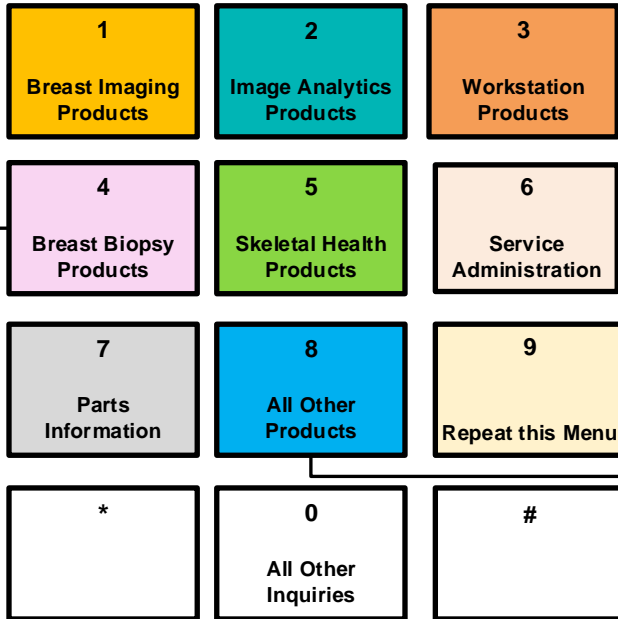 1
Breast Imaging
Products
2
Image Analytics
Products
3
Workstation
Products
4
Breast Biopsy
Products
5
Skeletal Health
Products
6
Service
Administration
7
Parts
Information
8
All Other
Products
9
Repeat this Menu
*
0
All Other
Inquiries
#